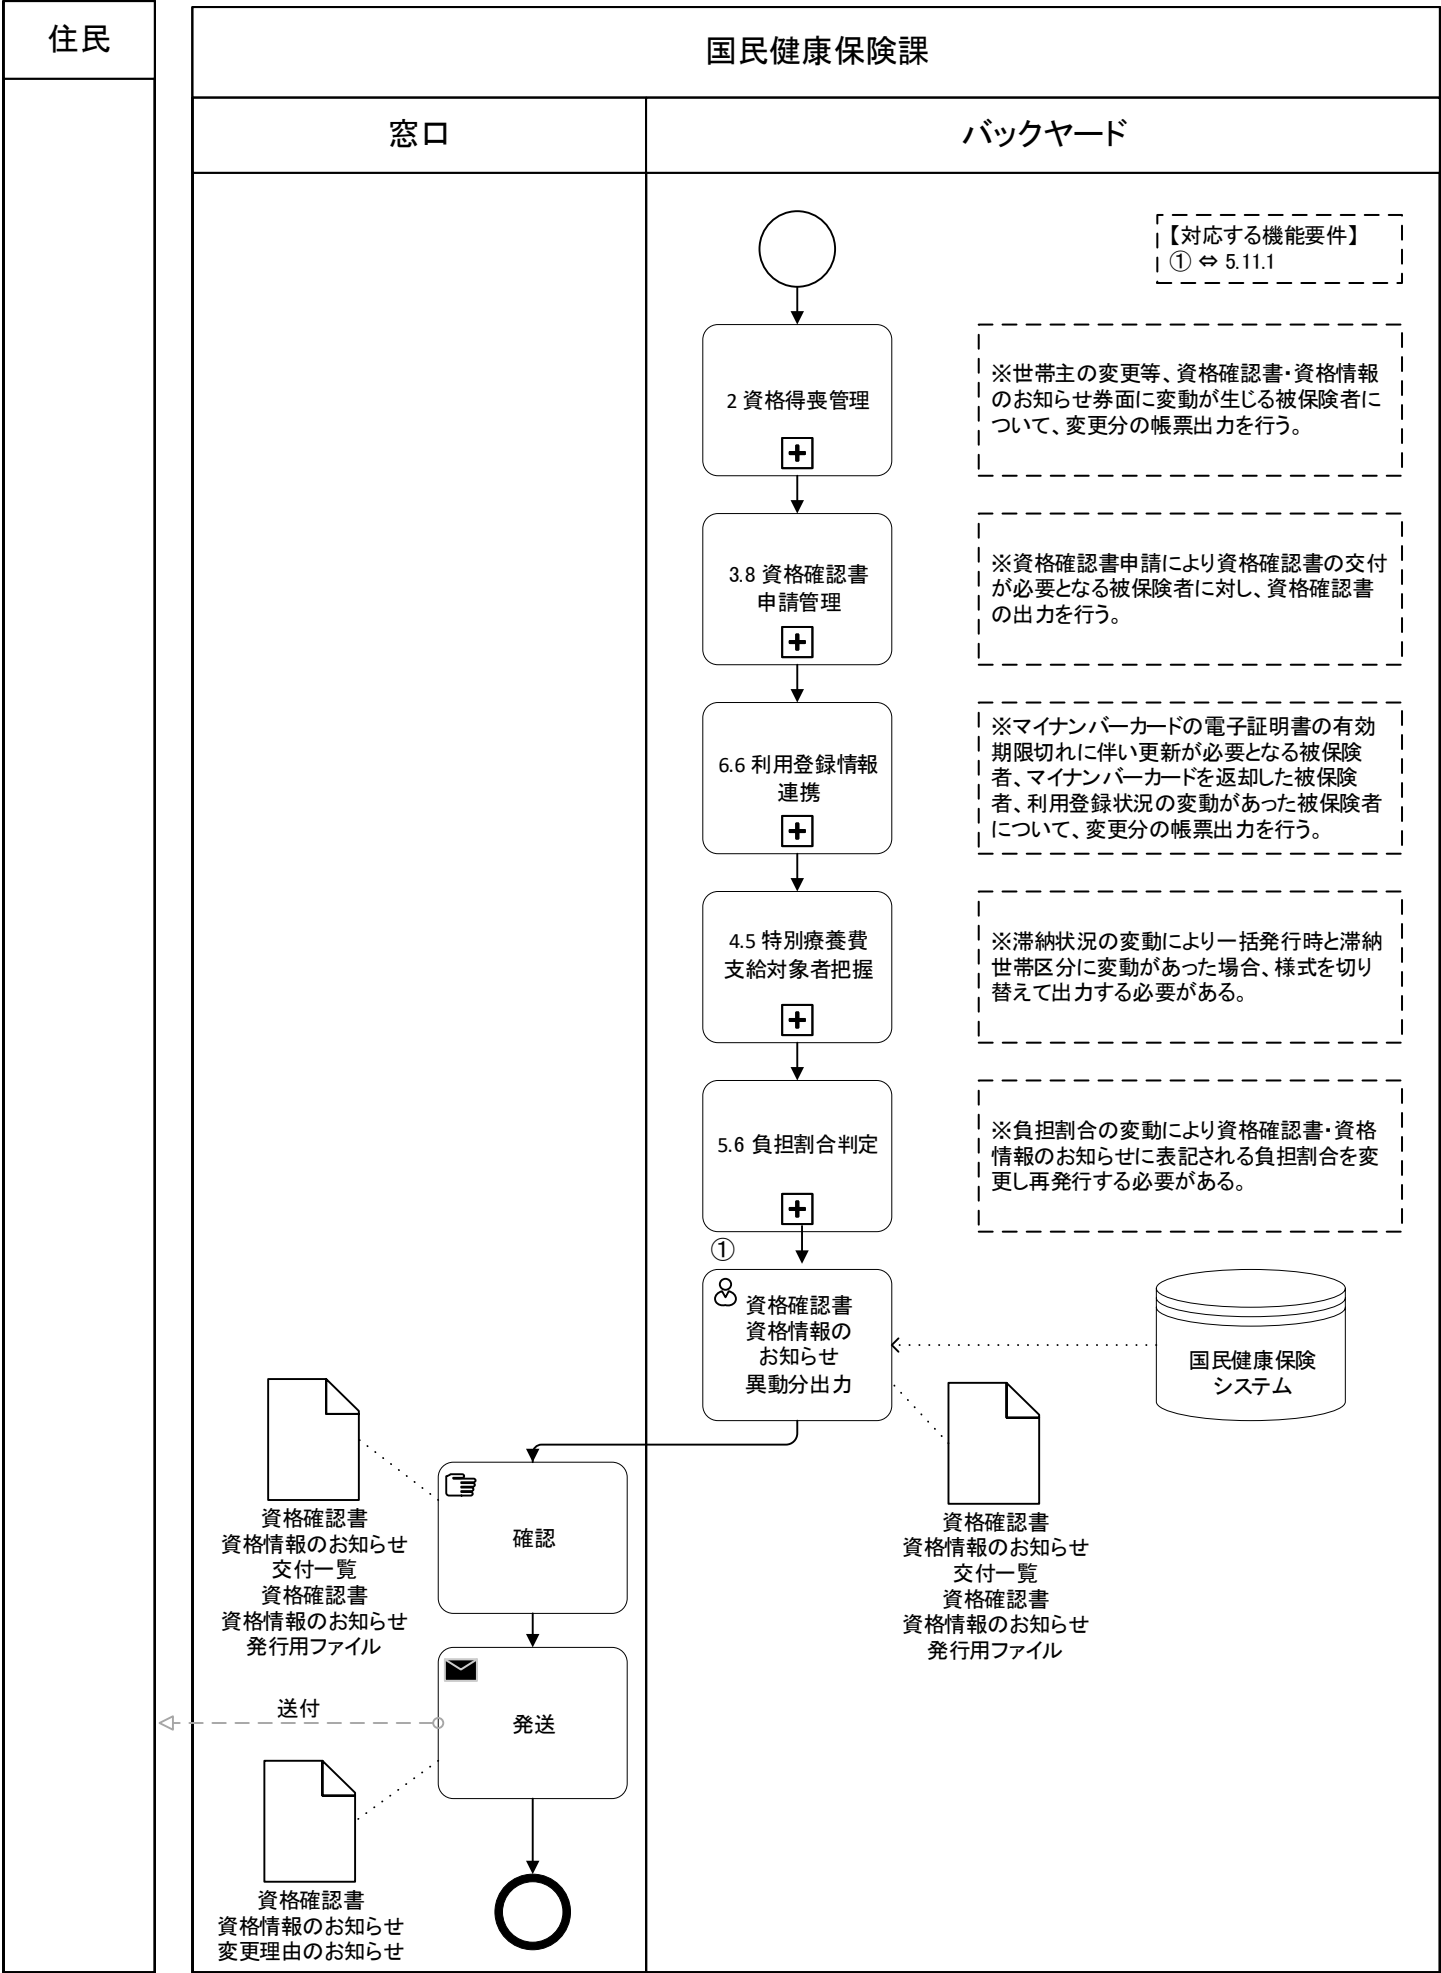 住民
国民健康保険課
窓口
バックヤード
【対応する機能要件】
① ⇔ 5.11.1
2 資格得喪管理
※世帯主の変更等、資格確認書・資格情報
のお知らせ券面に変動が生じる被保険者に
ついて、変更分の帳票出力を行う。
3.8 資格確認書
申請管理
※資格確認書申請により資格確認書の交付
が必要となる被保険者に対し、資格確認書
の出力を行う。
6.6 利用登録情報
連携
※マイナンバーカードの電子証明書の有効
期限切れに伴い更新が必要となる被保険
者、マイナンバーカードを返却した被保険
者、利用登録状況の変動があった被保険者
について、変更分の帳票出力を行う。
4.5 特別療養費
支給対象者把握
※滞納状況の変動により一括発行時と滞納
世帯区分に変動があった場合、様式を切り
替えて出力する必要がある。
5.6 負担割合判定
※負担割合の変動により資格確認書・資格
情報のお知らせに表記される負担割合を変
更し再発行する必要がある。
①
資格確認書
資格情報の
お知らせ
異動分出力
国民健康保険
システム
資格確認書
資格情報のお知らせ
交付一覧
資格確認書
資格情報のお知らせ
発行用ファイル
確認
資格確認書
資格情報のお知らせ
交付一覧
資格確認書
資格情報のお知らせ
発行用ファイル
送付
発送
資格確認書
資格情報のお知らせ
変更理由のお知らせ